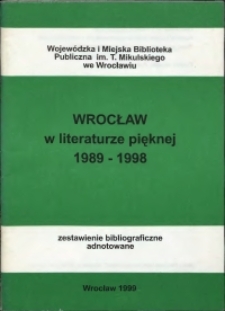 Wojewódzka i Miejska Biblioteka
Publiczna im. T. Mikulskiego
we Wrocławiu
WROCŁAW
w literaturze pięknej
1989 - 1998
zestawienie bibliograficzne
adnotowane
Wrocław 1999